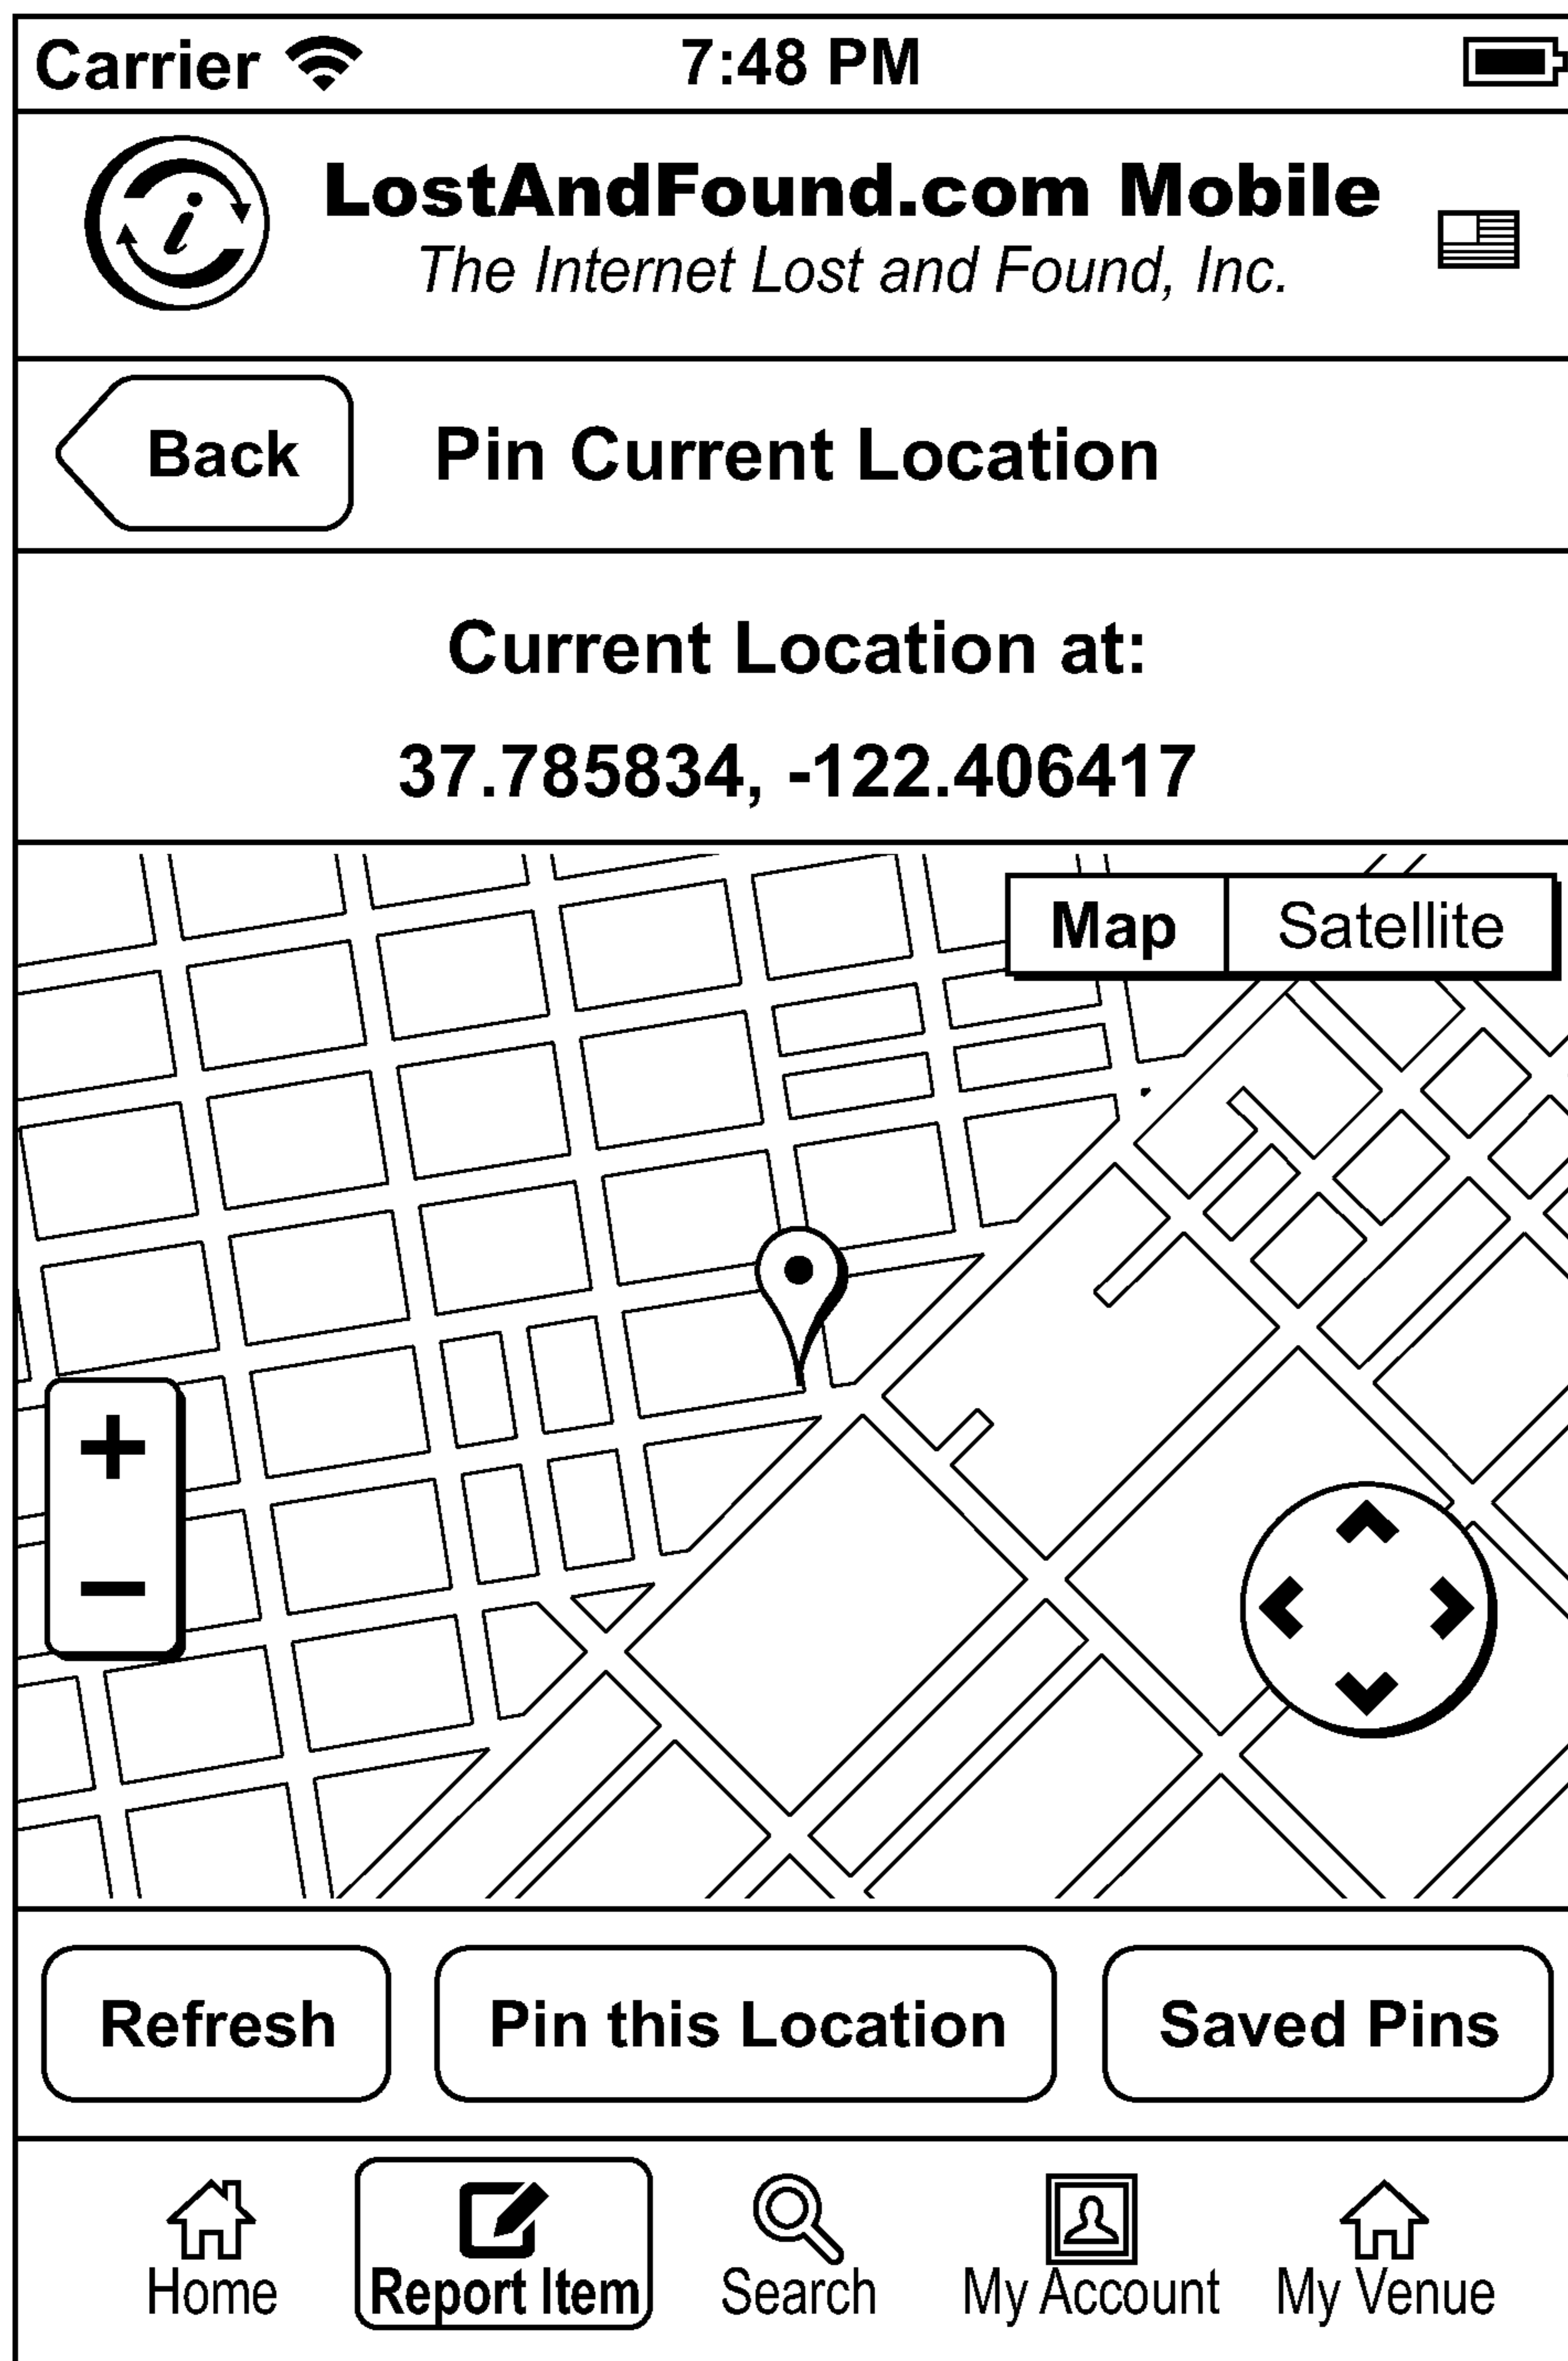 Carrier 7:48 PM
LostAndFound.com Mobile
The Internet Lost and Found, Inc.
Back Pin Current Location
Current Location at:
37.785834, -122.406417
Map Satellite
+
−
Refresh Pin this Location Saved Pins
Home Report Item Search My Account My Venue